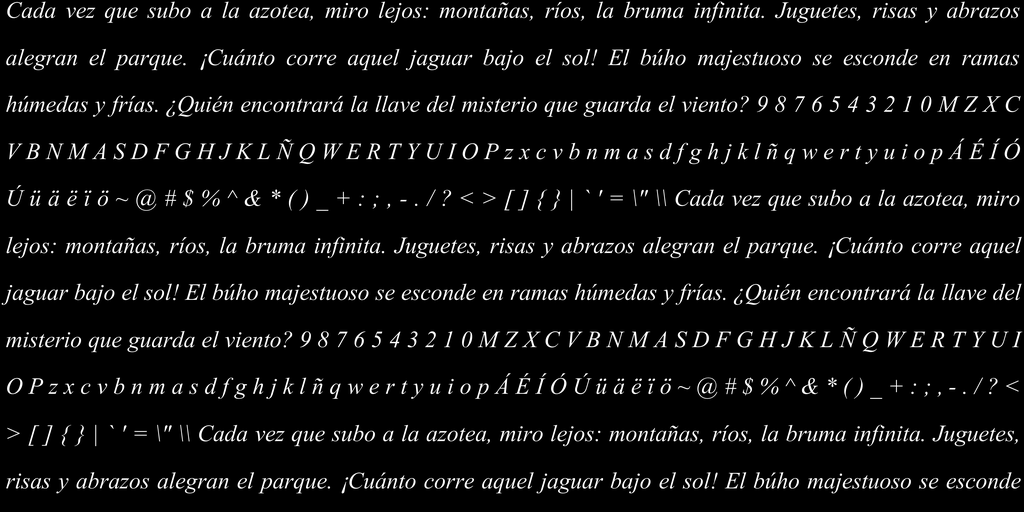 Cada vez que subo a la azotea, miro lejos: montañas, ríos, la bruma infinita. Juguetes, risas y abrazos
alegran el parque. ¡Cuánto corre aquel jaguar bajo el sol! El búho majestuoso se esconde en ramas
húmedas y frías. ¿Quién encontrará la llave del misterio que guarda el viento? 9 8 7 6 5 4 3 2 1 0 M Z X C
V B N M A S D F G H J K L Ñ Q W E R T Y U I O P z x c v b n m a s d f g h j k l ñ q w e r t y u i o p Á É Í Ó
Ú ü ä ë ï ö ~ @ # $ % ^ & * ( ) _ + : ; , - . / ? < > [ ] { } | ` ' = \" \\ Cada vez que subo a la azotea, miro
lejos: montañas, ríos, la bruma infinita. Juguetes, risas y abrazos alegran el parque. ¡Cuánto corre aquel
jaguar bajo el sol! El búho majestuoso se esconde en ramas húmedas y frías. ¿Quién encontrará la llave del
misterio que guarda el viento? 9 8 7 6 5 4 3 2 1 0 M Z X C V B N M A S D F G H J K L Ñ Q W E R T Y U I
O P z x c v b n m a s d f g h j k l ñ q w e r t y u i o p Á É Í Ó Ú ü ä ë ï ö ~ @ # $ % ^ & * ( ) _ + : ; , - . / ? <
> [ ] { } | ` ' = \" \\ Cada vez que subo a la azotea, miro lejos: montañas, ríos, la bruma infinita. Juguetes,
risas y abrazos alegran el parque. ¡Cuánto corre aquel jaguar bajo el sol! El búho majestuoso se esconde